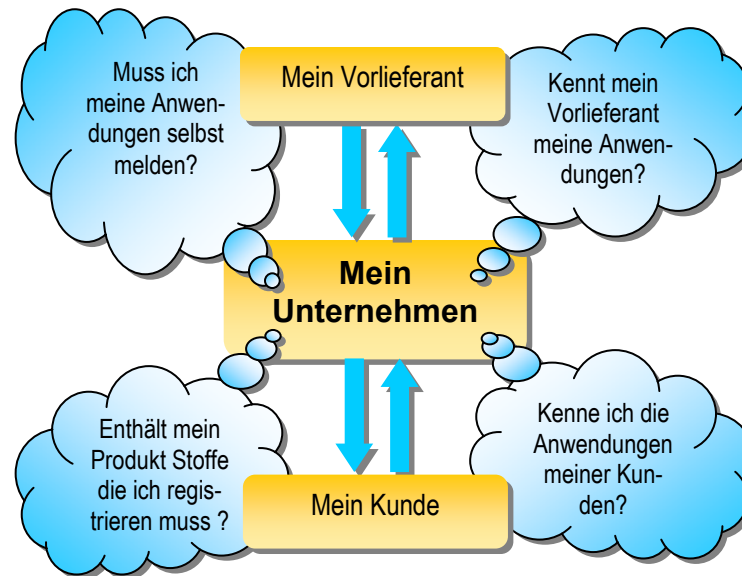 Muss ich
meine Anwen-
dungen selbst
melden?
Mein Vorlieferant
Kennt mein
Vorlieferant
meine Anwen-
dungen?
Mein
Unternehmen
Enthält mein
Produkt Stoffe
die ich regis-
trieren muss ?
Mein Kunde
Kenne ich die
Anwendungen
meiner Kun-
den?